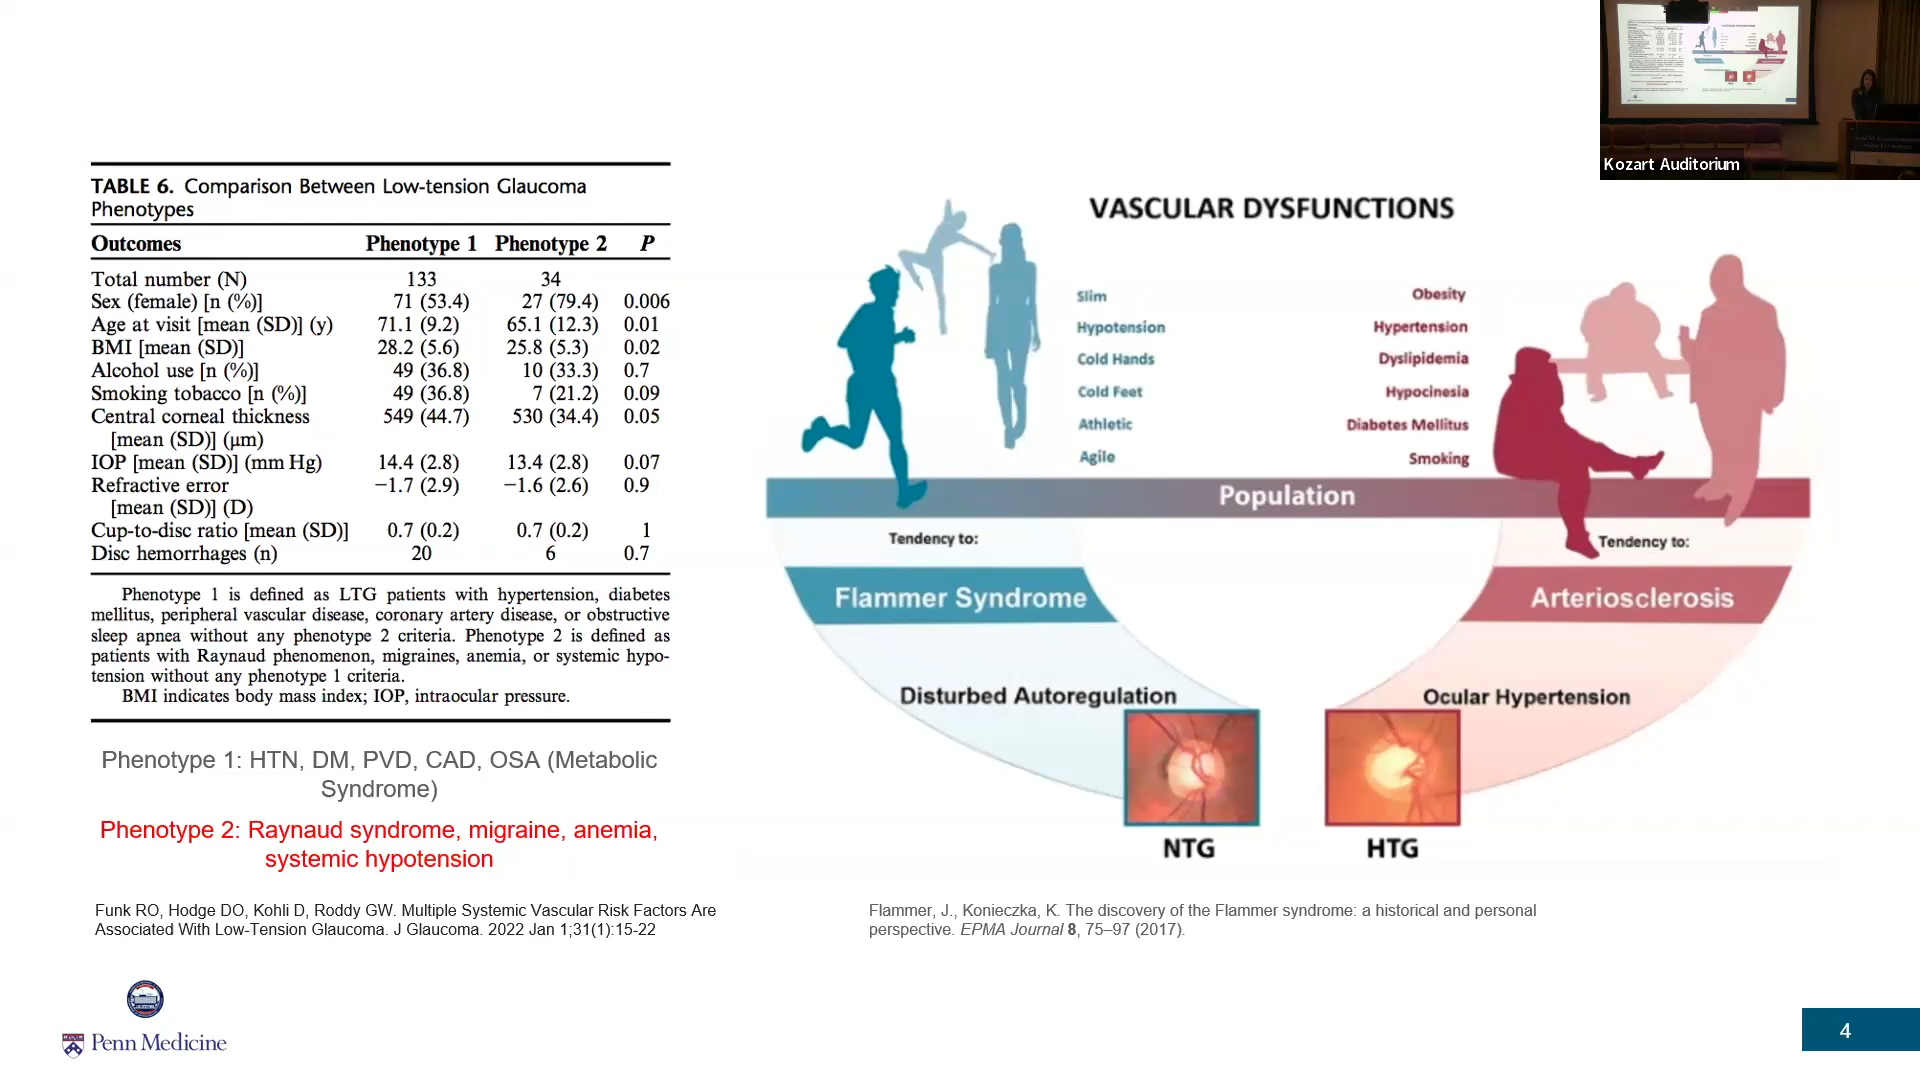 Kozart Auditorium
TABLE 6. Comparison Between Low-tension Glaucoma
Phenotypes
Outcomes Phenotype 1 Phenotype 2 P
Total number (N) 133 34
Sex (female) [n (%)] 71 (53.4) 27 (79.4) 0.006
Age at visit [mean (SD)] (y) 71.1 (9.2) 65.1 (12.3) 0.01
BMI [mean (SD)] 28.2 (5.6) 25.8 (5.3) 0.02
Alcohol use [n (%)] 49 (36.8) 10 (33.3) 0.7
Smoking tobacco [n (%)] 49 (36.8) 7 (21.2) 0.09
Central corneal thickness 549 (44.7) 530 (34.4) 0.05
[mean (SD)] (μm)
IOP [mean (SD)] (mm Hg) 14.4 (2.8) 13.4 (2.8) 0.07
Refractive error −1.7 (2.9) −1.6 (2.6) 0.9
[mean (SD)] (D)
Cup-to-disc ratio [mean (SD)] 0.7 (0.2) 0.7 (0.2) 1
Disc hemorrhages (n) 20 6 0.7
Phenotype 1 is defined as LTG patients with hypertension, diabetes
mellitus, peripheral vascular disease, coronary artery disease, or obstructive
sleep apnea without any phenotype 2 criteria. Phenotype 2 is defined as
patients with Raynaud phenomenon, migraines, anemia, or systemic hypo-
tension without any phenotype 1 criteria.
BMI indicates body mass index; IOP, intraocular pressure.
Phenotype 1: HTN, DM, PVD, CAD, OSA (Metabolic
Syndrome)
Phenotype 2: Raynaud syndrome, migraine, anemia,
systemic hypotension
Funk RO, Hodge DO, Kohli D, Roddy GW. Multiple Systemic Vascular Risk Factors Are
Associated With Low-Tension Glaucoma. J Glaucoma. 2022 Jan 1;31(1):15-22
VASCULAR DYSFUNCTIONS
Slim
Hypotension
Cold Hands
Cold Feet
Athletic
Agile
Obesity
Hypertension
Dyslipidemia
Hypocinesia
Diabetes Mellitus
Smoking
Population
Tendency to:
Tendency to:
Flammer Syndrome
Arteriosclerosis
Disturbed Autoregulation
Ocular Hypertension
NTG
HTG
Flammer, J., Konieczka, K. The discovery of the Flammer syndrome: a historical and personal
perspective. EPMA Journal 8, 75–97 (2017).
Penn Medicine
4